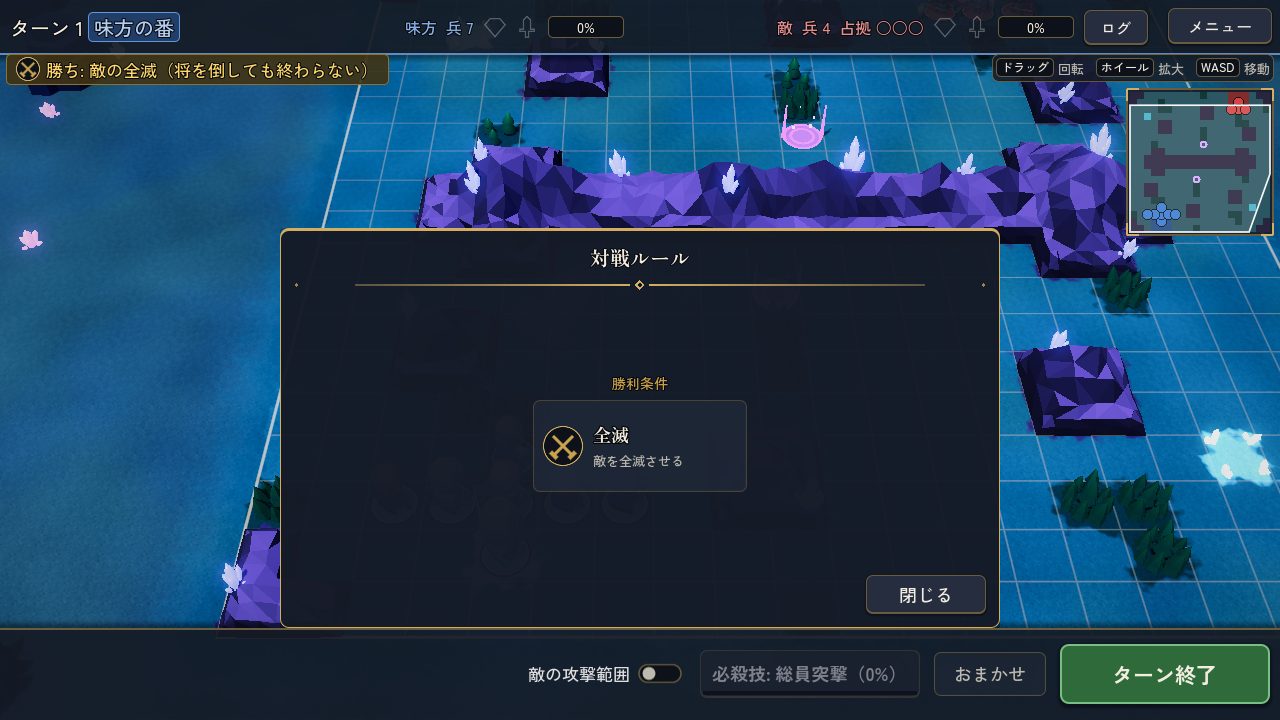 ターン 1 味方の番
味方 兵 7 0%
敵 兵 4 占拠 〇〇〇 0%
ログ
メニュー
勝ち: 敵の全滅（将を倒しても終わらない）
ドラッグ 回転 ホイール 拡大 WASD 移動
対戦ルール
勝利条件
全滅
敵を全滅させる
閉じる
敵の攻撃範囲
必殺技: 総員突撃（0%）
おまかせ
ターン終了